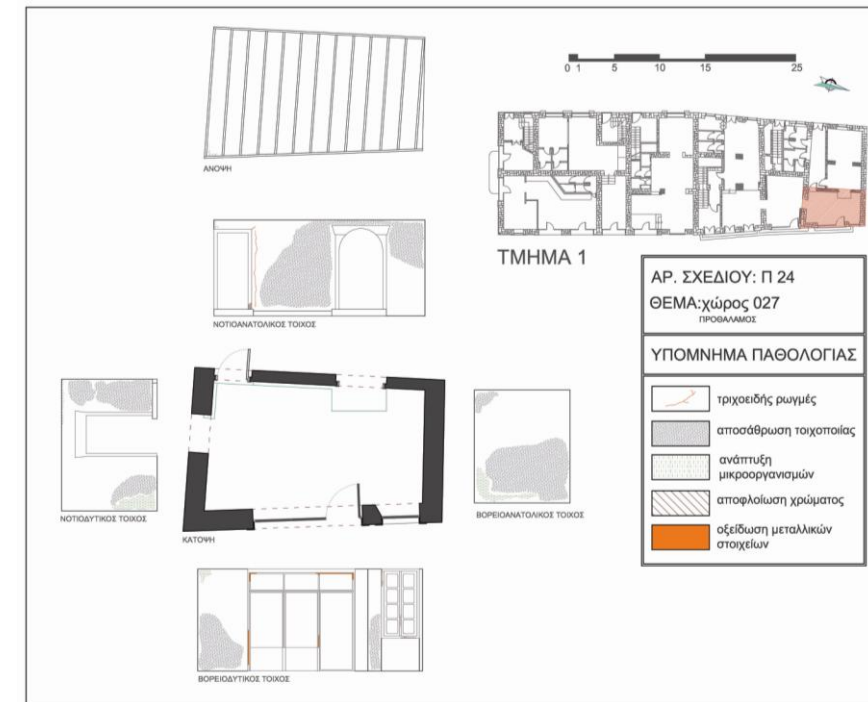 ΑΝΟΨΗ
0 1 5 10 15 25
ΤΜΗΜΑ 1
ΝΟΤΙΟΑΝΑΤΟΛΙΚΟΣ ΤΟΙΧΟΣ
ΑΡ. ΣΧΕΔΙΟΥ: Π 24
ΘΕΜΑ:χώρος 027
ΠΡΟΘΑΛΑΜΟΣ
ΥΠΟΜΝΗΜΑ ΠΑΘΟΛΟΓΙΑΣ
τριχοειδής ρωγμές
αποσάθρωση τοιχοποιίας
ανάπτυξη
μικροοργανισμών
αποφλοίωση χρώματος
οξείδωση μεταλλικών
στοιχείων
ΝΟΤΙΟΔΥΤΙΚΟΣ ΤΟΙΧΟΣ
ΚΑΤΟΨΗ
ΒΟΡΕΙΟΑΝΑΤΟΛΙΚΟΣ ΤΟΙΧΟΣ
ΒΟΡΕΙΟΔΥΤΙΚΟΣ ΤΟΙΧΟΣ